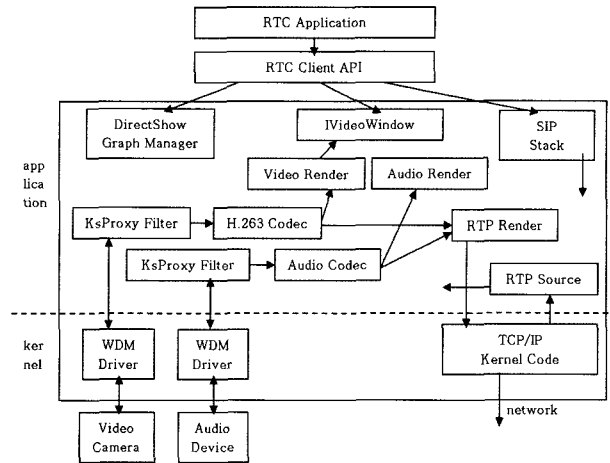 RTC Application
RTC Client API
DirectShow
Graph Manager
IVideoWindow
SIP
Stack
app
lica
tion
Video Render
Audio Render
KsProxy Filter
H.263 Codec
RTP Render
KsProxy Filter
Audio Codec
RTP Source
ker
nel
WDM
Driver
WDM
Driver
TCP/IP
Kernel Code
network
Video
Camera
Audio
Device